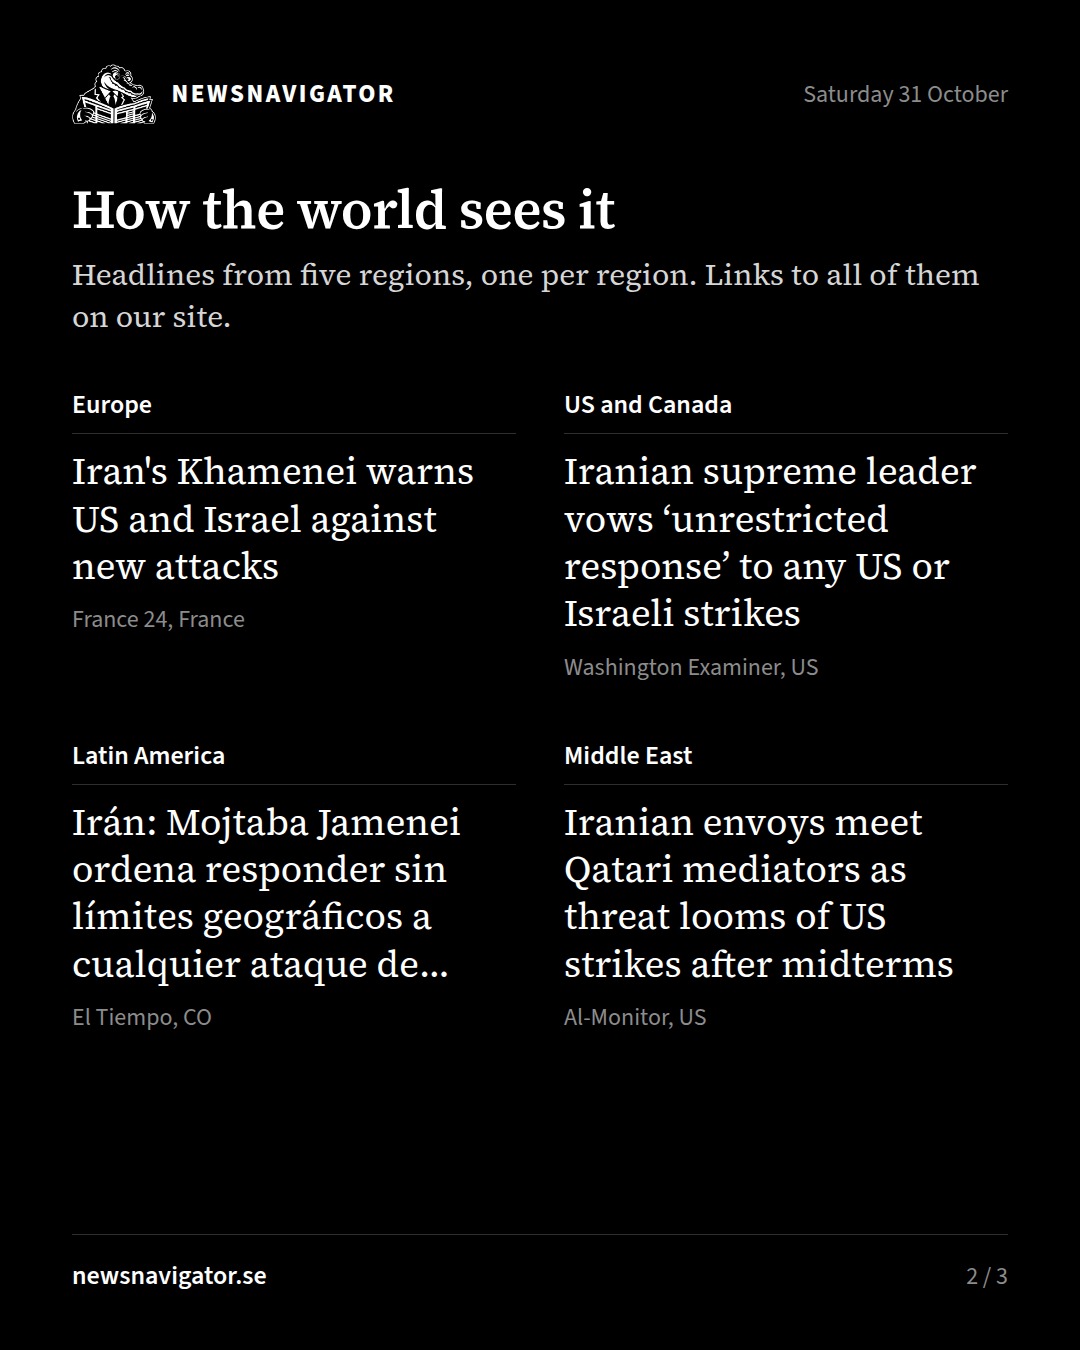 NEWSNAVIGATOR
Saturday 31 October
How the world sees it
Headlines from five regions, one per region. Links to all of them
on our site.
Europe
Iran's Khamenei warns
US and Israel against
new attacks
France 24, France
US and Canada
Iranian supreme leader
vows ‘unrestricted
response’ to any US or
Israeli strikes
Washington Examiner, US
Latin America
Irán: Mojtaba Jamenei
ordena responder sin
límites geográficos a
cualquier ataque de...
El Tiempo, CO
Middle East
Iranian envoys meet
Qatari mediators as
threat looms of US
strikes after midterms
Al-Monitor, US
newsnavigator.se
2 / 3